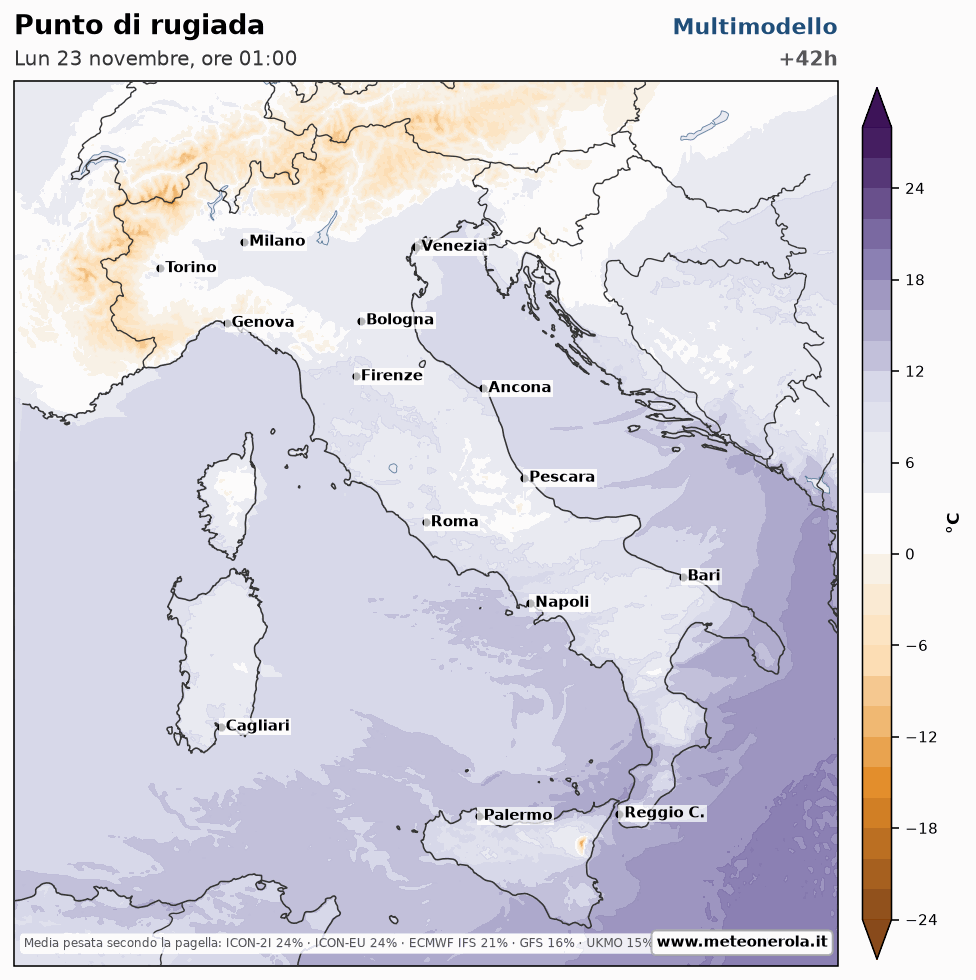 Punto di rugiada
Multimodello
Lun 23 novembre, ore 01:00
+42h
Milano
Venezia
Torino
Genova
Bologna
Firenze
Ancona
Pescara
Roma
Bari
Napoli
Cagliari
Palermo
Reggio C.
24
18
12
6
0
−6
−12
−18
−24
°C
Media pesata secondo la pagella: ICON-2I 24% · ICON-EU 24% · ECMWF IFS 21% · GFS 16% · UKMO 15%
www.meteonerola.it